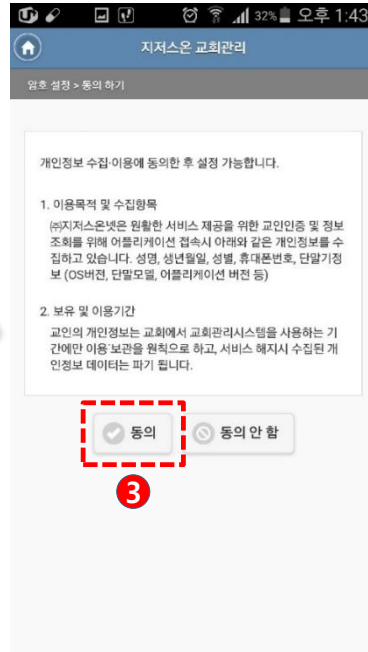 32% 오후 1:43
지저스온 교회관리
암호 설정 > 동의 하기
개인정보 수집·이용에 동의한 후 설정 가능합니다.
1. 이용목적 및 수집항목
㈜지저스온넷은 원활한 서비스 제공을 위한 교인인증 및 정보
조회를 위해 어플리케이션 접속시 아래와 같은 개인정보를 수
집하고 있습니다. 성명, 생년월일, 성별, 휴대폰번호, 단말기정
보 (OS버전, 단말모델, 어플리케이션 버전 등)
2. 보유 및 이용기간
교인의 개인정보는 교회에서 교회관리시스템을 사용하는 기
간에만 이용·보관을 원칙으로 하고, 서비스 해지시 수집된 개
인정보 데이터는 파기 됩니다.
동의 동의 안 함
3